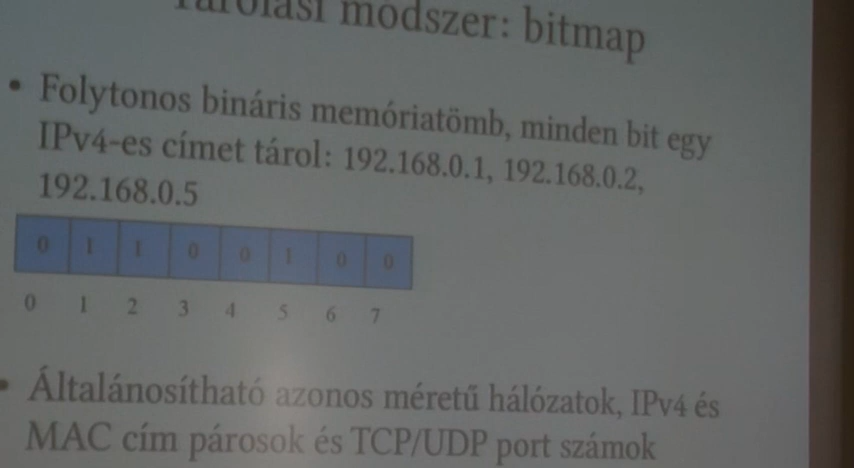 Tárolási módszer: bitmap
• Folytonos bináris memóriatömb, minden bit egy
IPv4-es címet tárol: 192.168.0.1, 192.168.0.2,
192.168.0.5
0 1 1 0 0 1 0 0
0 1 2 3 4 5 6 7
• Általánosítható azonos méretű hálózatok, IPv4 és
MAC cím párosok és TCP/UDP port számok